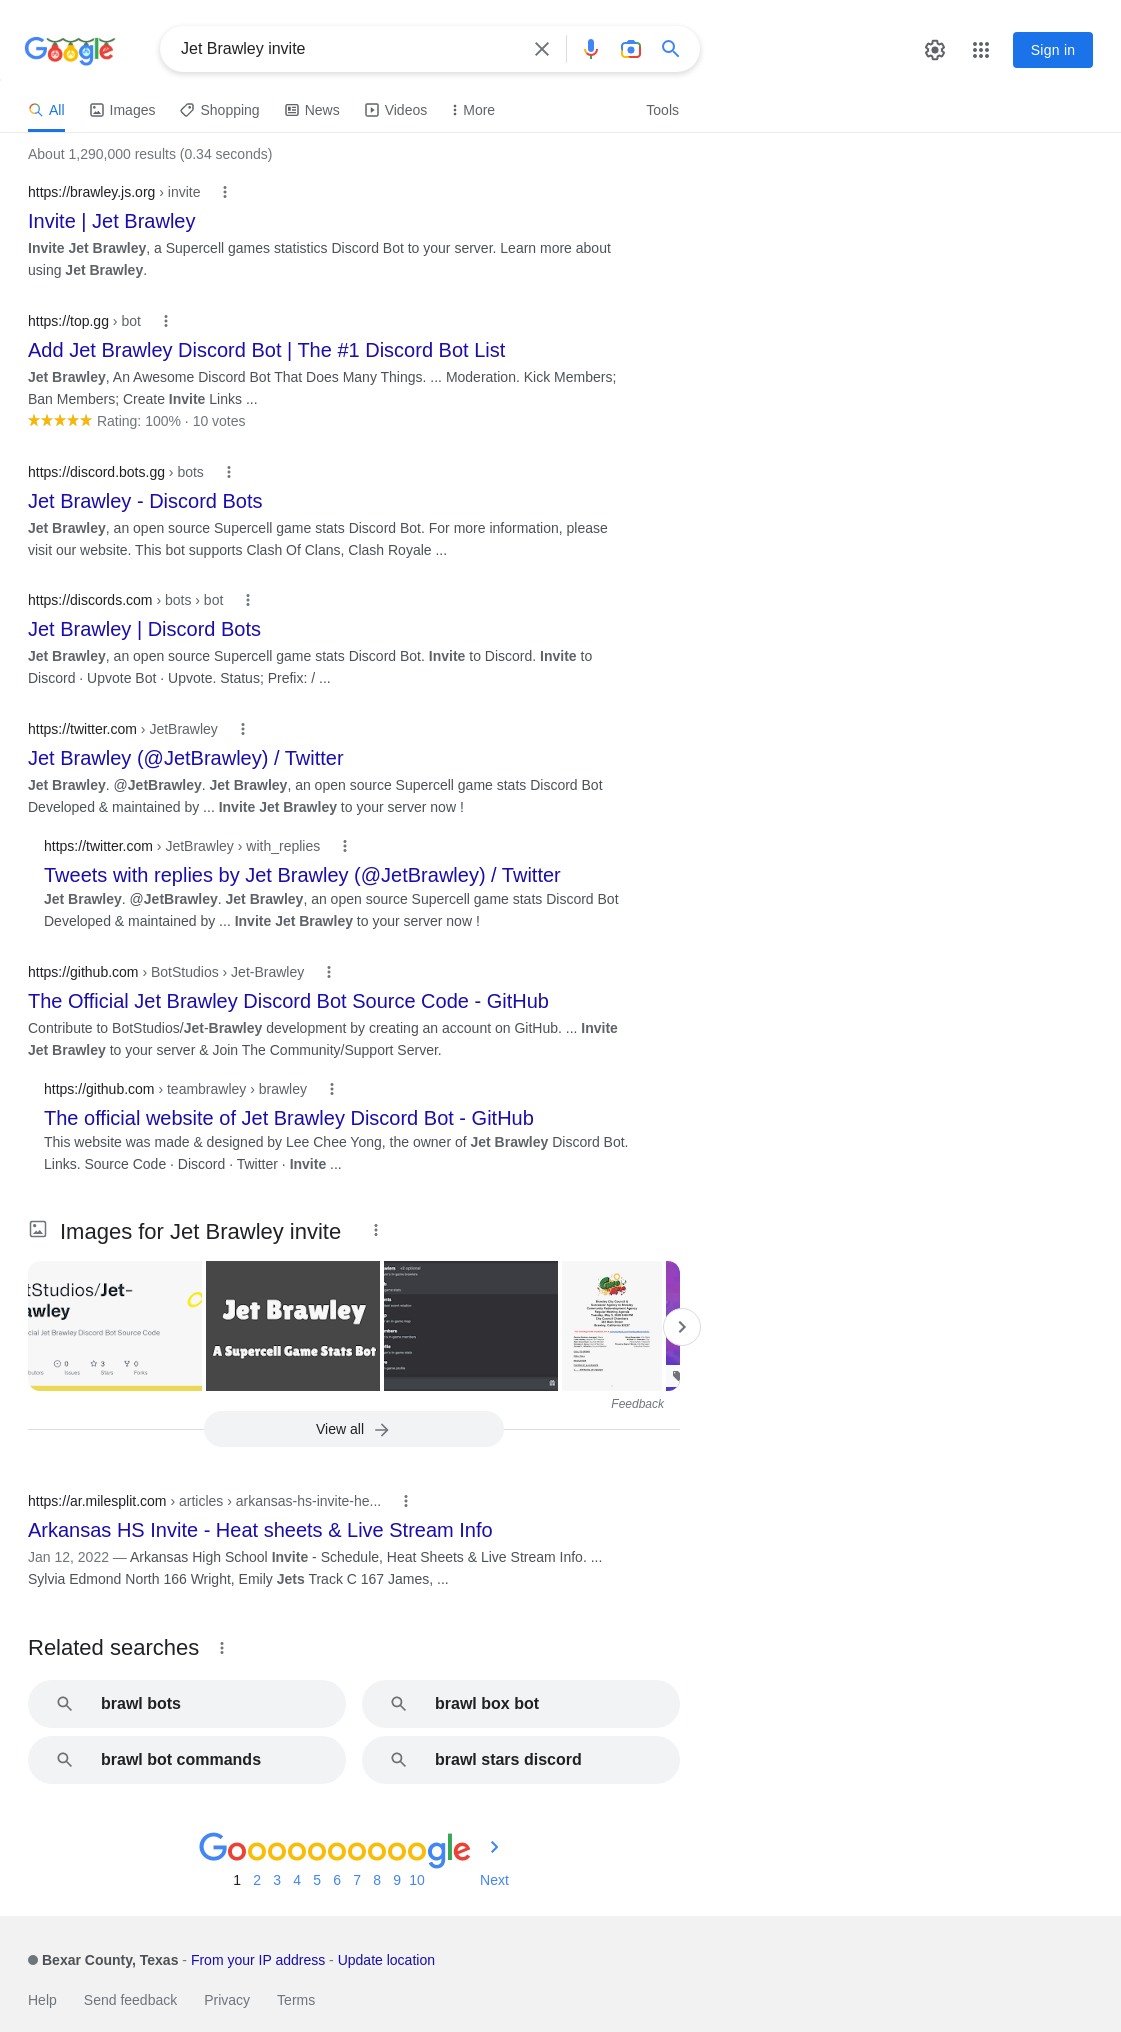 Google
Jet Brawley invite
Sign in
All
Images
Shopping
News
Videos
More
Tools
About 1,290,000 results (0.34 seconds)
https://brawley.js.org › invite
Invite | Jet Brawley
Invite Jet Brawley, a Supercell games statistics Discord Bot to your server. Learn more about
using Jet Brawley.
https://top.gg › bot
Add Jet Brawley Discord Bot | The #1 Discord Bot List
Jet Brawley, An Awesome Discord Bot That Does Many Things. ... Moderation. Kick Members;
Ban Members; Create Invite Links ...
Rating: 100% · 10 votes
https://discord.bots.gg › bots
Jet Brawley - Discord Bots
Jet Brawley, an open source Supercell game stats Discord Bot. For more information, please
visit our website. This bot supports Clash Of Clans, Clash Royale ...
https://discords.com › bots › bot
Jet Brawley | Discord Bots
Jet Brawley, an open source Supercell game stats Discord Bot. Invite to Discord. Invite to
Discord · Upvote Bot · Upvote. Status; Prefix: / ...
https://twitter.com › JetBrawley
Jet Brawley (@JetBrawley) / Twitter
Jet Brawley. @JetBrawley. Jet Brawley, an open source Supercell game stats Discord Bot
Developed & maintained by ... Invite Jet Brawley to your server now !
https://twitter.com › JetBrawley › with_replies
Tweets with replies by Jet Brawley (@JetBrawley) / Twitter
Jet Brawley. @JetBrawley. Jet Brawley, an open source Supercell game stats Discord Bot
Developed & maintained by ... Invite Jet Brawley to your server now !
https://github.com › BotStudios › Jet-Brawley
The Official Jet Brawley Discord Bot Source Code - GitHub
Contribute to BotStudios/Jet-Brawley development by creating an account on GitHub. ... Invite
Jet Brawley to your server & Join The Community/Support Server.
https://github.com › teambrawley › brawley
The official website of Jet Brawley Discord Bot - GitHub
This website was made & designed by Lee Chee Yong, the owner of Jet Brawley Discord Bot.
Links. Source Code · Discord · Twitter · Invite ...
Images for Jet Brawley invite
tStudios/Jet-
wley
cial Jet Brawley Discord Bot Source Code
0
3
0
Issues
Stars
Forks
Jet Brawley
A Supercell Game Stats Bot
Feedback
View all
https://ar.milesplit.com › articles › arkansas-hs-invite-he...
Arkansas HS Invite - Heat sheets & Live Stream Info
Jan 12, 2022 — Arkansas High School Invite - Schedule, Heat Sheets & Live Stream Info. ...
Sylvia Edmond North 166 Wright, Emily Jets Track C 167 James, ...
Related searches
brawl bots
brawl box bot
brawl bot commands
brawl stars discord
Goooooooooogle
1 2 3 4 5 6 7 8 9 10 Next
Bexar County, Texas - From your IP address - Update location
Help Send feedback Privacy Terms